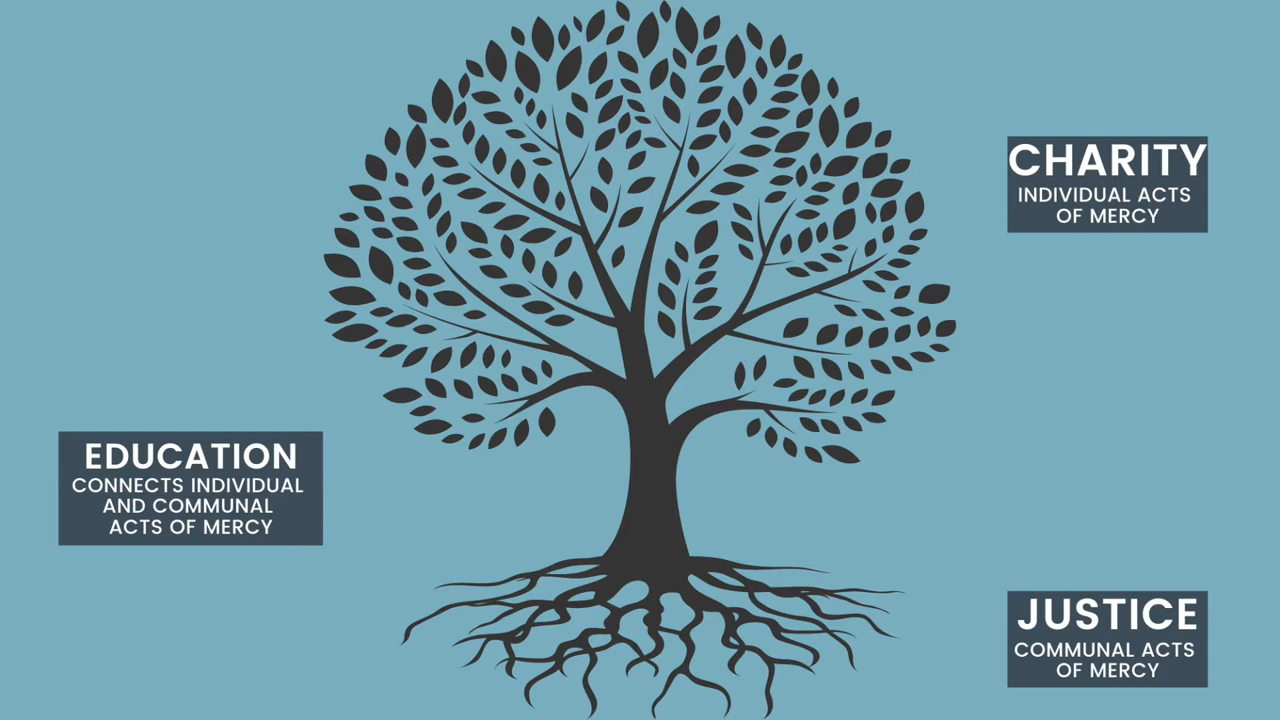 CHARITY
INDIVIDUAL ACTS
OF MERCY
EDUCATION
CONNECTS INDIVIDUAL
AND COMMUNAL
ACTS OF MERCY
JUSTICE
COMMUNAL ACTS
OF MERCY